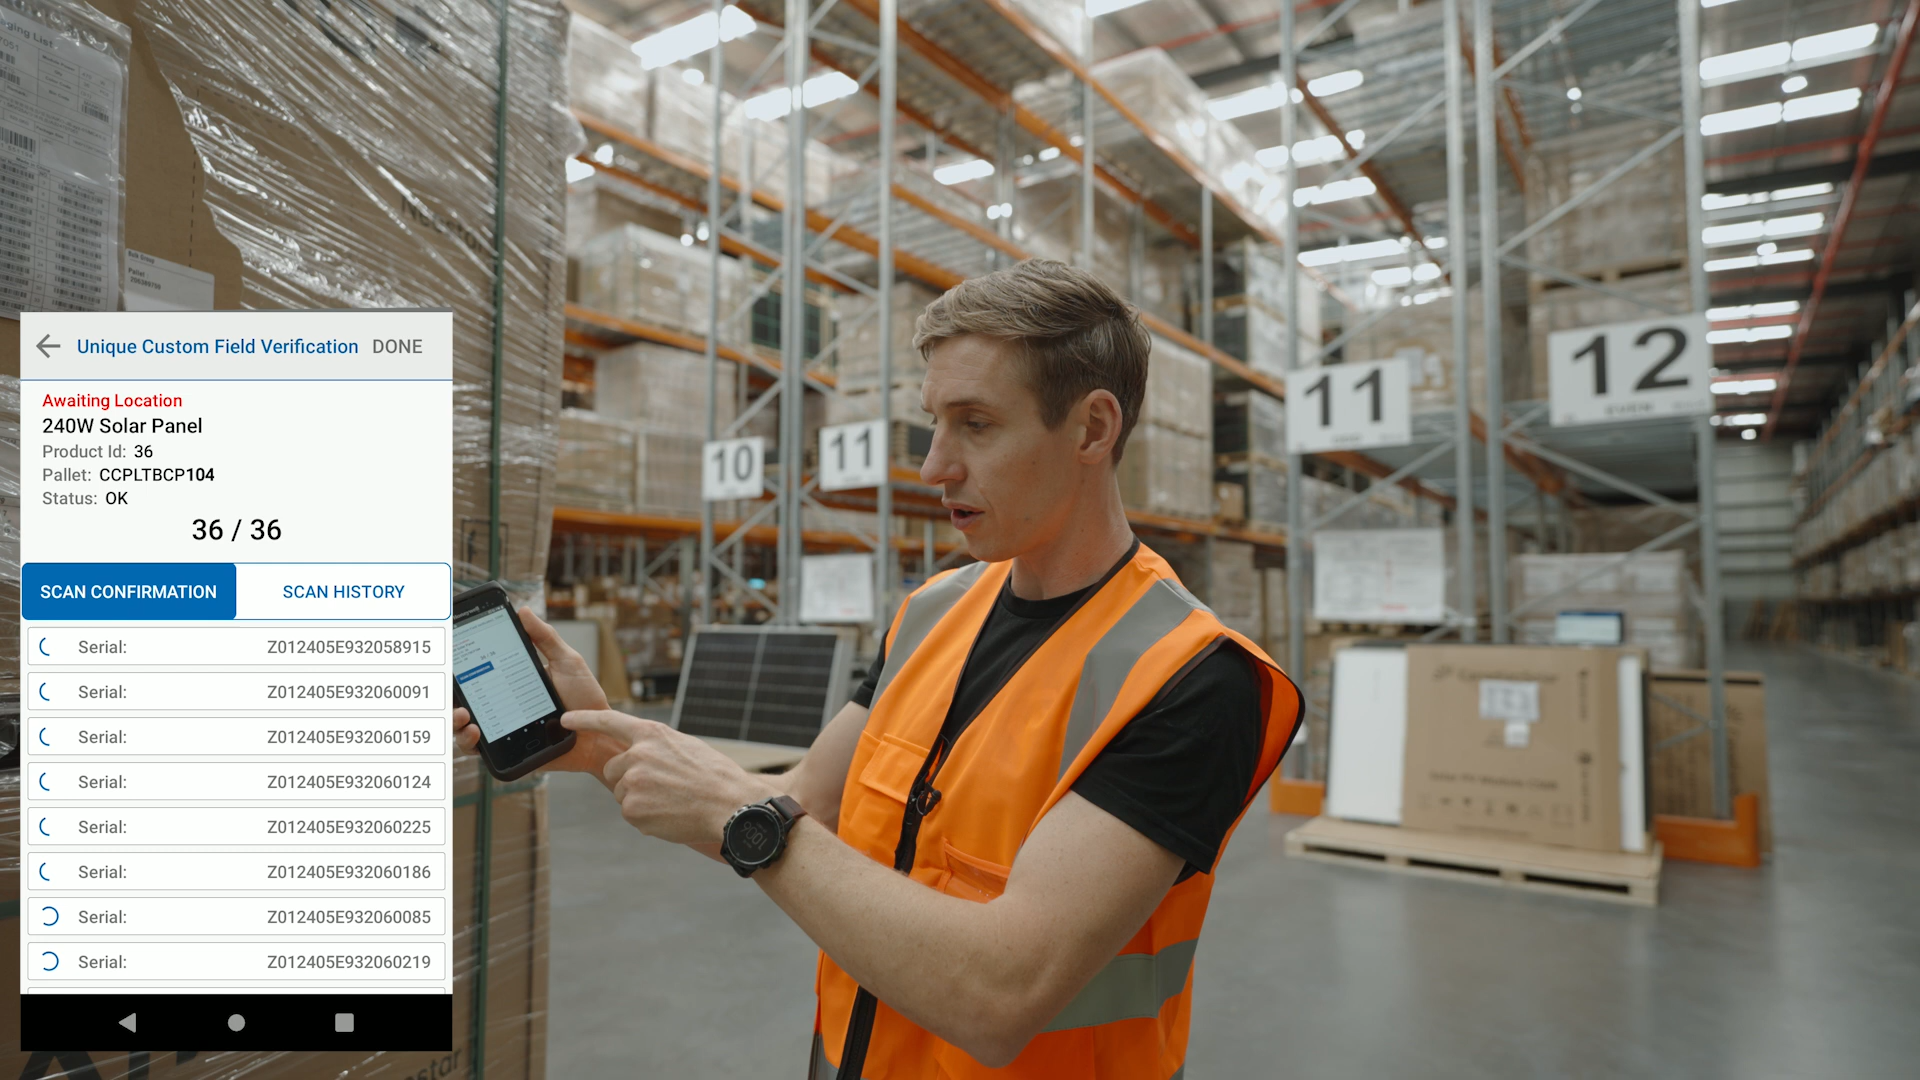 Unique Custom Field Verification DONE
Awaiting Location
240W Solar Panel
Product Id: 36
Pallet: CCPLTBCP104
Status: OK
36 / 36
SCAN CONFIRMATION SCAN HISTORY
Serial: Z012405E932058915
Serial: Z012405E932060091
Serial: Z012405E932060159
Serial: Z012405E932060124
Serial: Z012405E932060225
Serial: Z012405E932060186
Serial: Z012405E932060085
Serial: Z012405E932060219
10
11
11
12
EVEN
Pallet